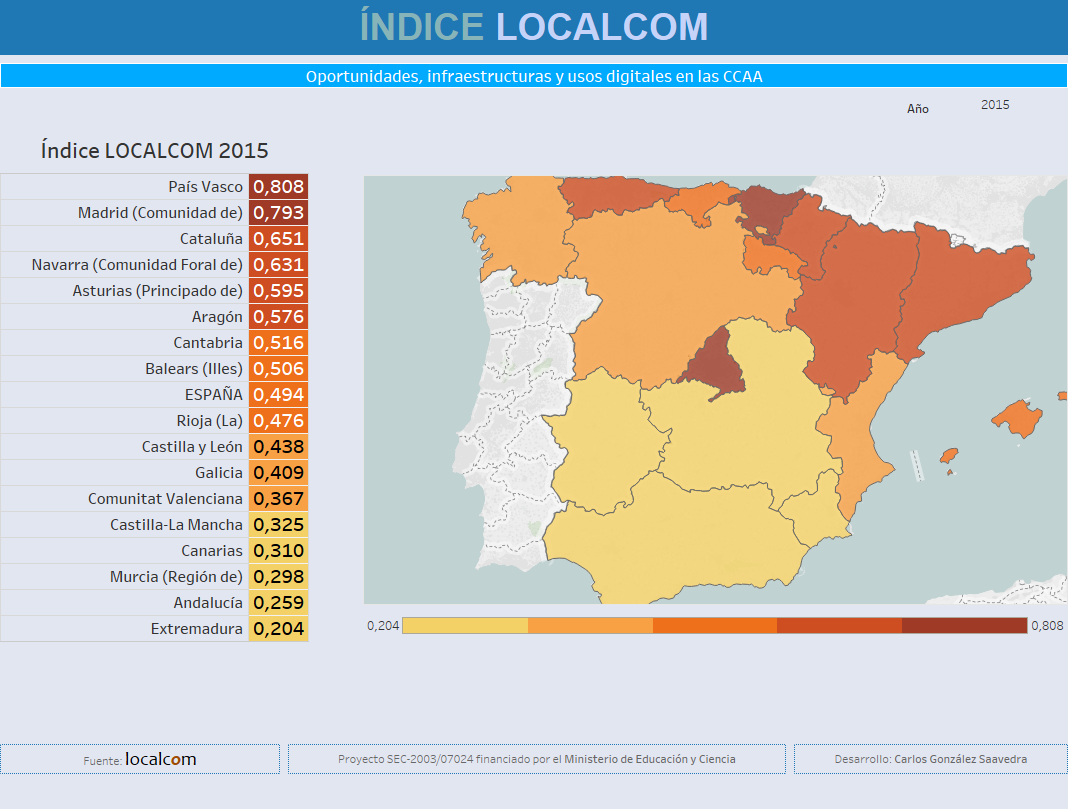 ÍNDICE LOCALCOM
Oportunidades, infraestructuras y usos digitales en las CCAA
Año 2015
Índice LOCALCOM 2015
País Vasco 0,808
Madrid (Comunidad de) 0,793
Cataluña 0,651
Navarra (Comunidad Foral de) 0,631
Asturias (Principado de) 0,595
Aragón 0,576
Cantabria 0,516
Balears (Illes) 0,506
ESPAÑA 0,494
Rioja (La) 0,476
Castilla y León 0,438
Galicia 0,409
Comunitat Valenciana 0,367
Castilla-La Mancha 0,325
Canarias 0,310
Murcia (Región de) 0,298
Andalucía 0,259
Extremadura 0,204
0,204 0,808
Fuente: localcom
Proyecto SEC-2003/07024 financiado por el Ministerio de Educación y Ciencia
Desarrollo: Carlos González Saavedra